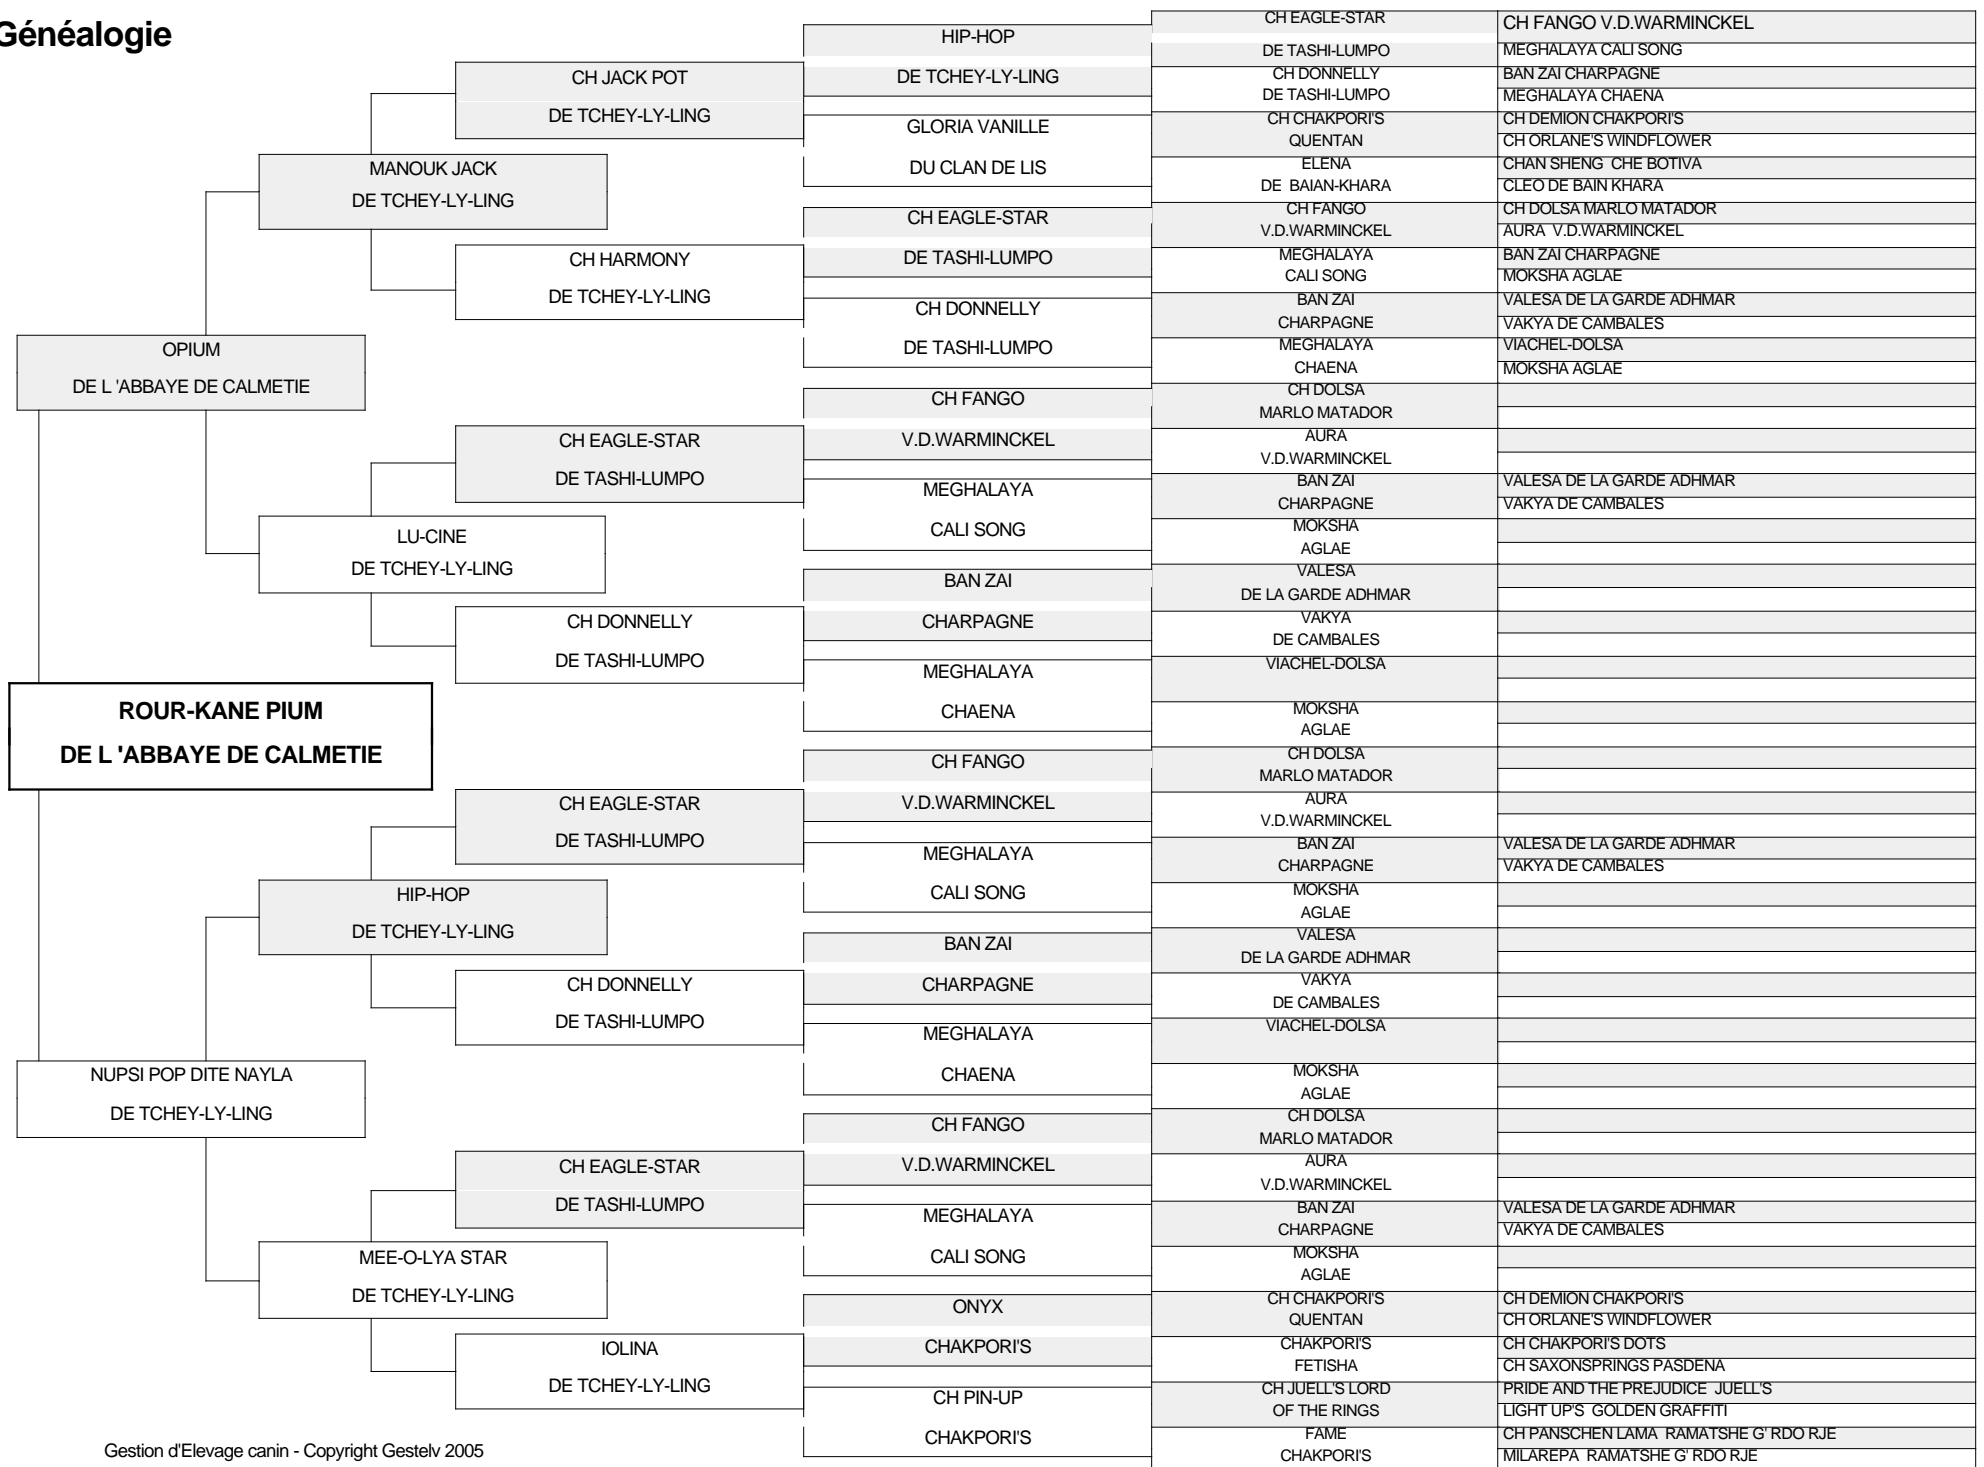 Généalogie
ROUR-KANE PIUM
DE L 'ABBAYE DE CALMETIE
OPIUM
DE L 'ABBAYE DE CALMETIE
NUPSI POP DITE NAYLA
DE TCHEY-LY-LING
MANOUK JACK
DE TCHEY-LY-LING
LU-CINE
DE TCHEY-LY-LING
HIP-HOP
DE TCHEY-LY-LING
MEE-O-LYA STAR
DE TCHEY-LY-LING
CH JACK POT
DE TCHEY-LY-LING
CH HARMONY
DE TCHEY-LY-LING
CH EAGLE-STAR
DE TASHI-LUMPO
CH DONNELLY
DE TASHI-LUMPO
CH EAGLE-STAR
DE TASHI-LUMPO
CH DONNELLY
DE TASHI-LUMPO
CH EAGLE-STAR
DE TASHI-LUMPO
IOLINA
DE TCHEY-LY-LING
HIP-HOP
DE TCHEY-LY-LING
GLORIA VANILLE
DU CLAN DE LIS
CH EAGLE-STAR
DE TASHI-LUMPO
CH DONNELLY
DE TASHI-LUMPO
CH FANGO
V.D.WARMINCKEL
MEGHALAYA
CALI SONG
BAN ZAI
CHARPAGNE
MEGHALAYA
CHAENA
CH FANGO
V.D.WARMINCKEL
MEGHALAYA
CALI SONG
BAN ZAI
CHARPAGNE
MEGHALAYA
CHAENA
CH FANGO
V.D.WARMINCKEL
MEGHALAYA
CALI SONG
ONYX
CHAKPORI'S
CH PIN-UP
CHAKPORI'S
CH EAGLE-STAR
DE TASHI-LUMPO
CH DONNELLY
DE TASHI-LUMPO
CH CHAKPORI'S
QUENTAN
ELENA
DE BAIAN-KHARA
CH FANGO
V.D.WARMINCKEL
MEGHALAYA
CALI SONG
BAN ZAI
CHARPAGNE
MEGHALAYA
CHAENA
CH DOLSA
MARLO MATADOR
AURA
V.D.WARMINCKEL
BAN ZAI
CHARPAGNE
MOKSHA
AGLAE
VALESA
DE LA GARDE ADHMAR
VAKYA
DE CAMBALES
VIACHEL-DOLSA
MOKSHA
AGLAE
CH DOLSA
MARLO MATADOR
AURA
V.D.WARMINCKEL
BAN ZAI
CHARPAGNE
MOKSHA
AGLAE
VALESA
DE LA GARDE ADHMAR
VAKYA
DE CAMBALES
VIACHEL-DOLSA
MOKSHA
AGLAE
CH DOLSA
MARLO MATADOR
AURA
V.D.WARMINCKEL
BAN ZAI
CHARPAGNE
MOKSHA
AGLAE
CH CHAKPORI'S
QUENTAN
CHAKPORI'S
FETISHA
CH JUELL'S LORD
OF THE RINGS
FAME
CHAKPORI'S
CH FANGO V.D.WARMINCKEL
MEGHALAYA CALI SONG
BAN ZAI CHARPAGNE
MEGHALAYA CHAENA
CH DEMION CHAKPORI'S
CH ORLANE'S WINDFLOWER
CHAN SHENG CHE BOTIVA
CLEO DE BAIN KHARA
CH DOLSA MARLO MATADOR
AURA V.D.WARMINCKEL
BAN ZAI CHARPAGNE
MOKSHA AGLAE
VALESA DE LA GARDE ADHMAR
VAKYA DE CAMBALES
VIACHEL-DOLSA
MOKSHA AGLAE
VALESA DE LA GARDE ADHMAR
VAKYA DE CAMBALES
VALESA DE LA GARDE ADHMAR
VAKYA DE CAMBALES
VALESA DE LA GARDE ADHMAR
VAKYA DE CAMBALES
CH DEMION CHAKPORI'S
CH ORLANE'S WINDFLOWER
CH CHAKPORI'S DOTS
CH SAXONSPRINGS PASDENA
PRIDE AND THE PREJUDICE JUELL'S
LIGHT UP'S GOLDEN GRAFFITI
CH PANSCHEN LAMA RAMATSHE G' RDO RJE
MILAREPA RAMATSHE G' RDO RJE
Gestion d'Elevage canin - Copyright Gestelv 2005